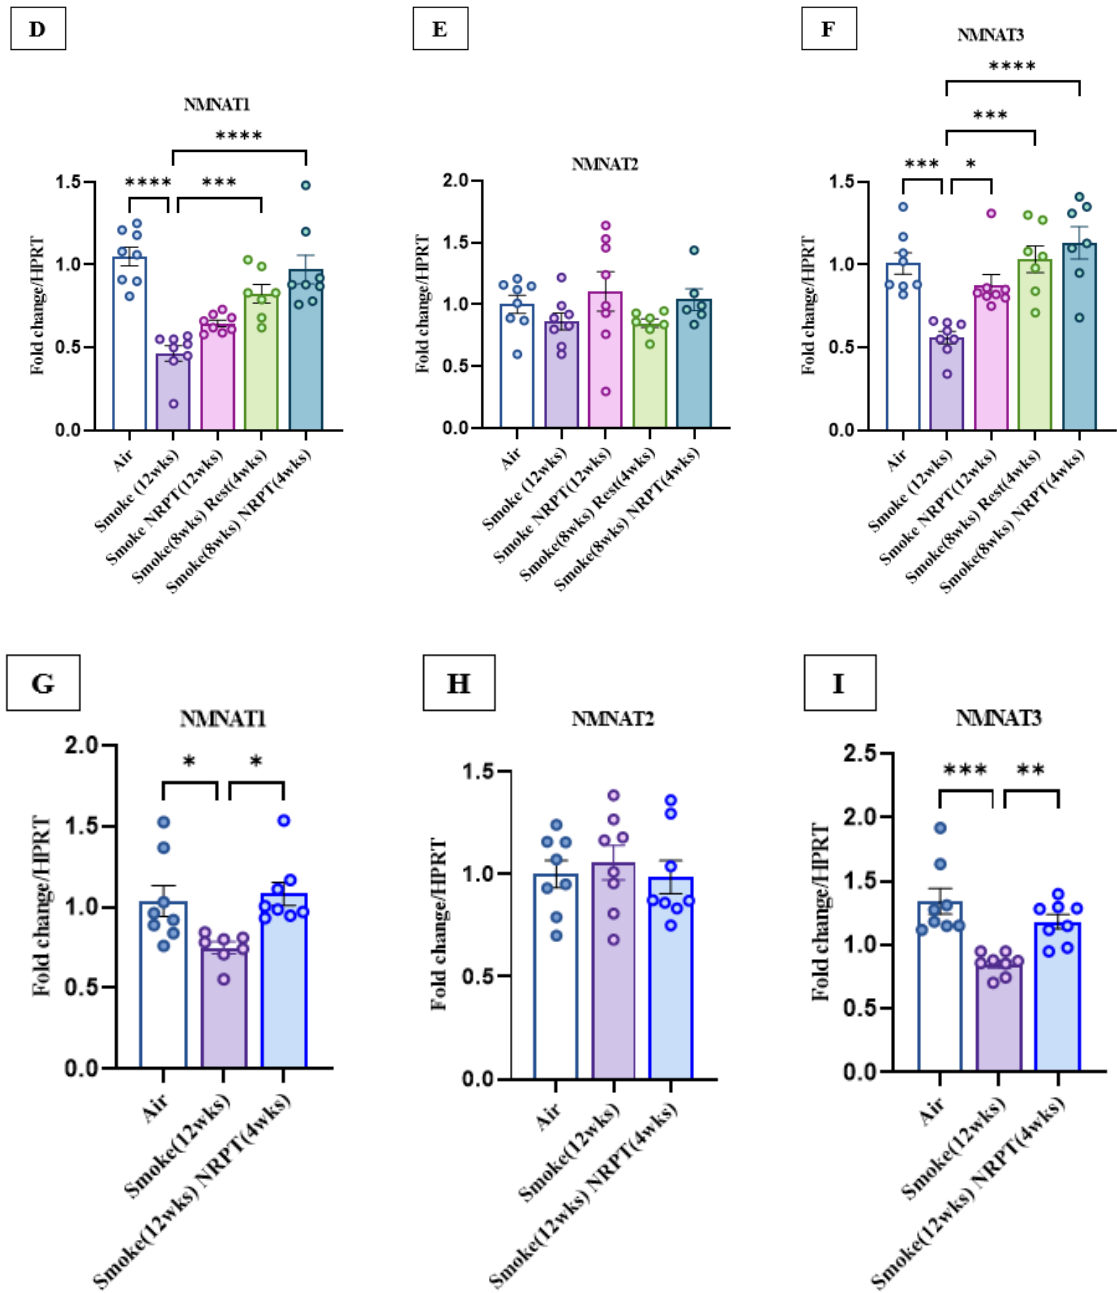 D
NMNAT1
****
****
***
Fold change/HPRT
1.5
1.0
0.5
0.0
Air
Smoke (12wks)
Smoke NRPT(12wks)
Smoke(8wks) Rest(4wks)
Smoke(8wks) NRPT(4wks)
E
NMNAT2
Fold change/HPRT
2.0
1.5
1.0
0.5
0.0
Air
Smoke (12wks)
Smoke NRPT(12wks)
Smoke(8wks) Rest(4wks)
Smoke(8wks) NRPT(4wks)
F
NMNAT3
****
***
***
*
Fold change/HPRT
1.5
1.0
0.5
0.0
Air
Smoke (12wks)
Smoke NRPT(12wks)
Smoke(8wks) Rest(4wks)
Smoke(8wks) NRPT(4wks)
G
NMNAT1
*
*
Fold change/HPRT
2.0
1.5
1.0
0.5
0.0
Air
Smoke(12wks)
Smoke(12wks) NRPT(4wks)
H
NMNAT2
Fold change/HPRT
1.5
1.0
0.5
0.0
Air
Smoke(12wks)
Smoke(12wks) NRPT(4wks)
I
NMNAT3
***
**
Fold change/HPRT
2.5
2.0
1.5
1.0
0.5
0.0
Air
Smoke(12wks)
Smoke(12wks) NRPT(4wks)